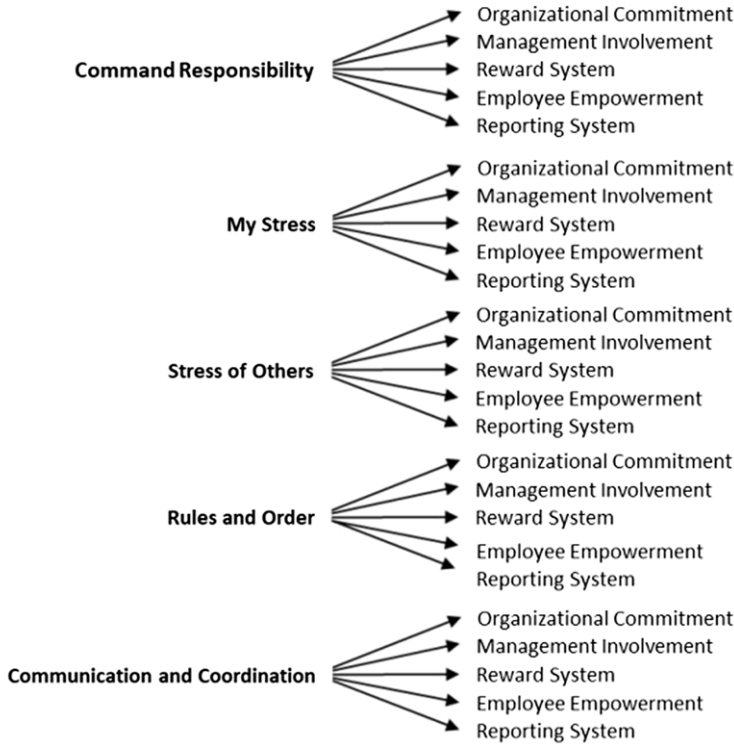 Organizational Commitment
Management Involvement
Command Responsibility
Reward System
Employee Empowerment
Reporting System
Organizational Commitment
Management Involvement
My Stress
Reward System
Employee Empowerment
Reporting System
Organizational Commitment
Management Involvement
Stress of Others
Reward System
Employee Empowerment
Reporting System
Organizational Commitment
Management Involvement
Rules and Order
Reward System
Employee Empowerment
Reporting System
Organizational Commitment
Management Involvement
Communication and Coordination
Reward System
Employee Empowerment
Reporting System